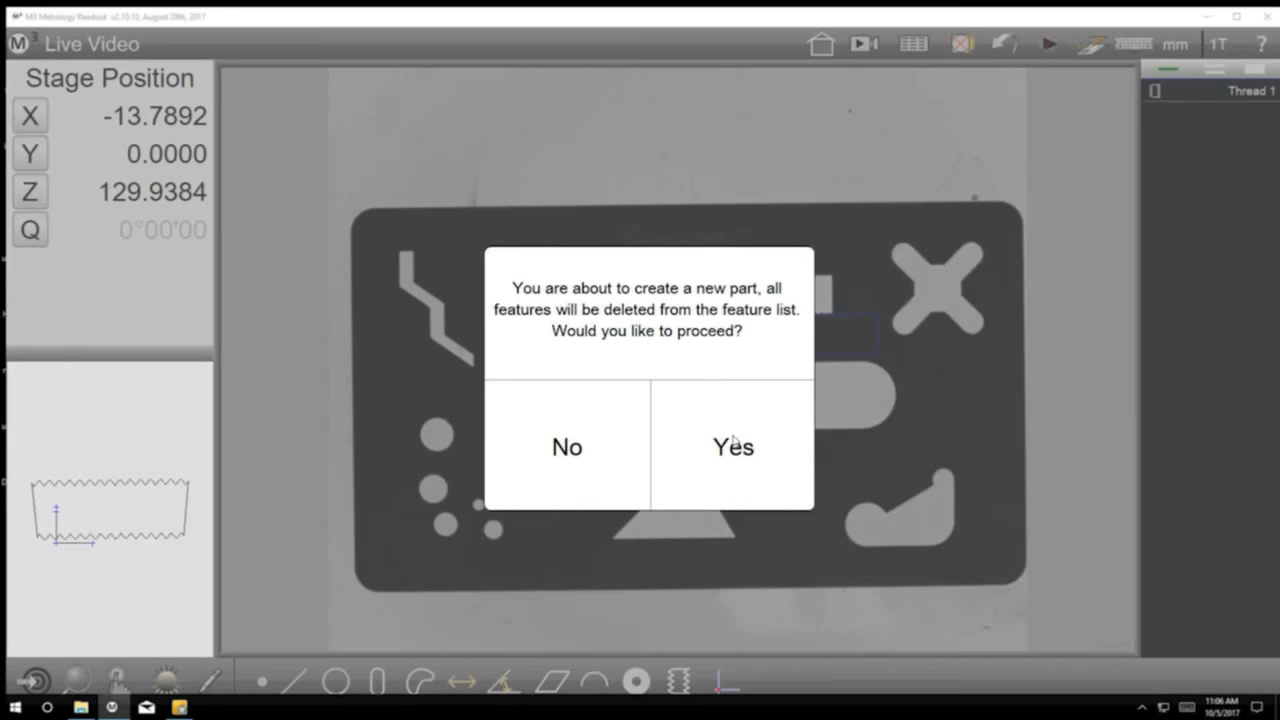 M3 Metrology Readout v2.10.10, August 28th, 2017
M3 Live Video
mm 1T ?
Stage Position
X -13.7892
Y 0.0000
Z 129.9384
Q 0°00'00
Thread 1
You are about to create a new part, all
features will be deleted from the feature list.
Would you like to proceed?
No Yes
11:06 AM
10/5/2017